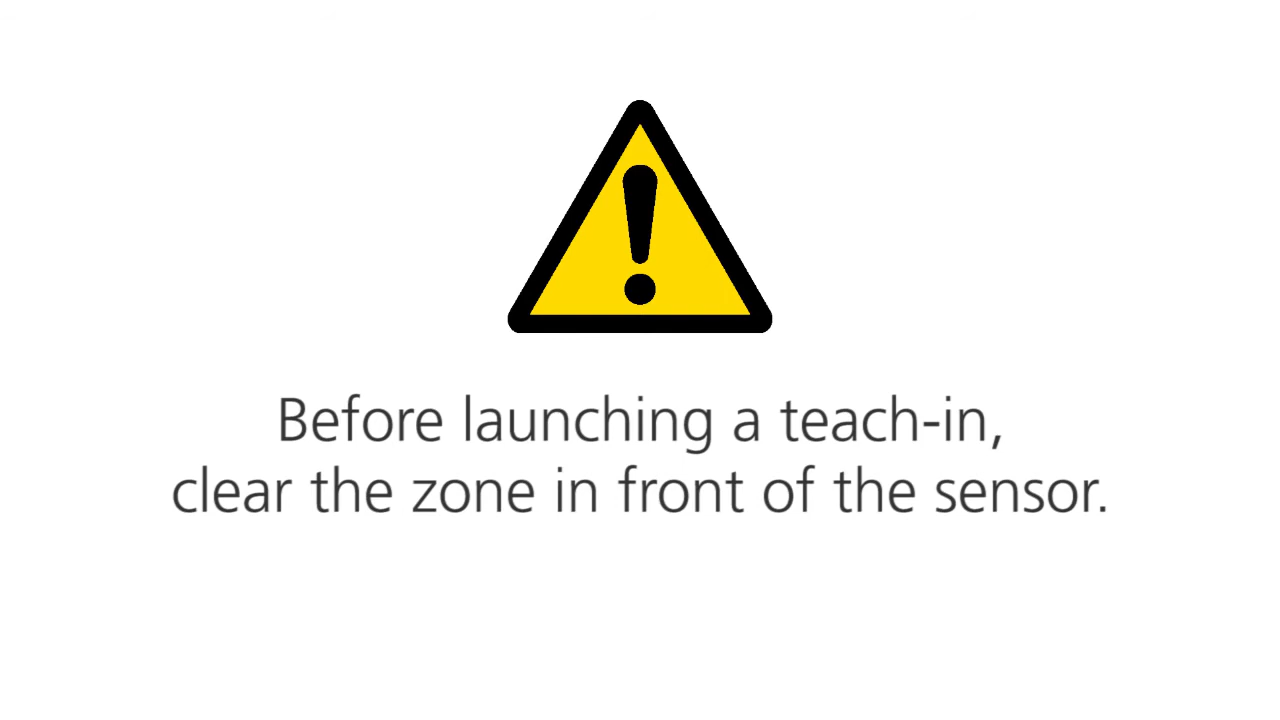 Before launching a teach-in,
clear the zone in front of the sensor.